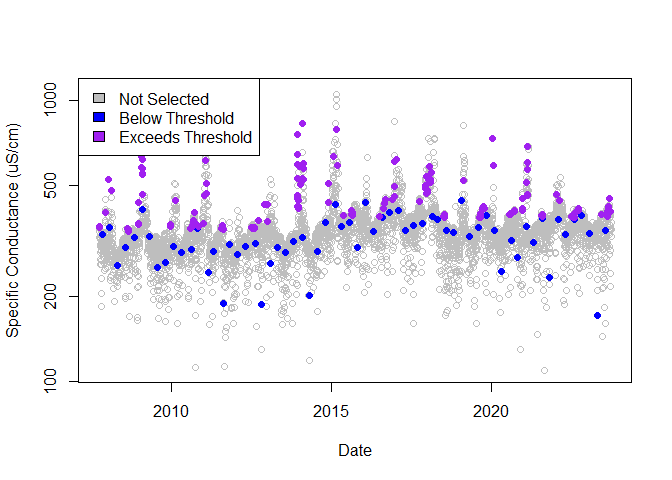 Not Selected
Below Threshold
Exceeds Threshold
1000
500
200
100
Specific Conductance (uS/cm)
2010 2015 2020
Date